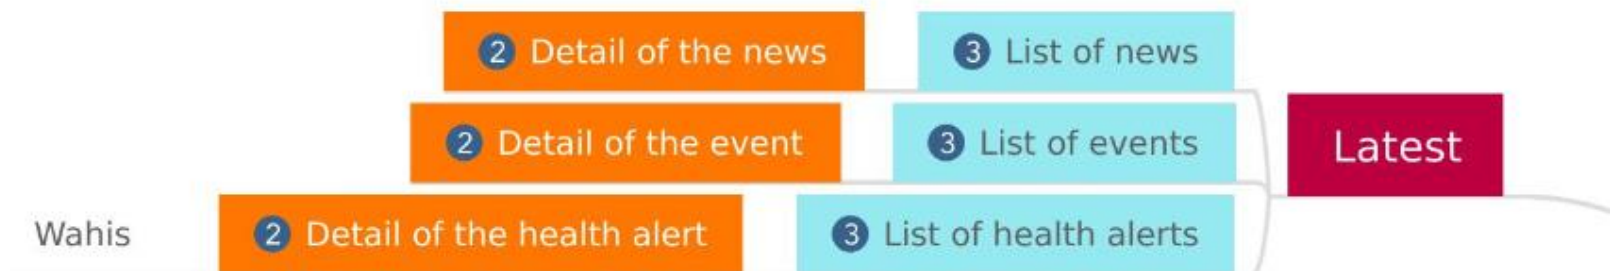 2 Detail of the news 3 List of news
2 Detail of the event 3 List of events
Latest
Wahis 2 Detail of the health alert 3 List of health alerts